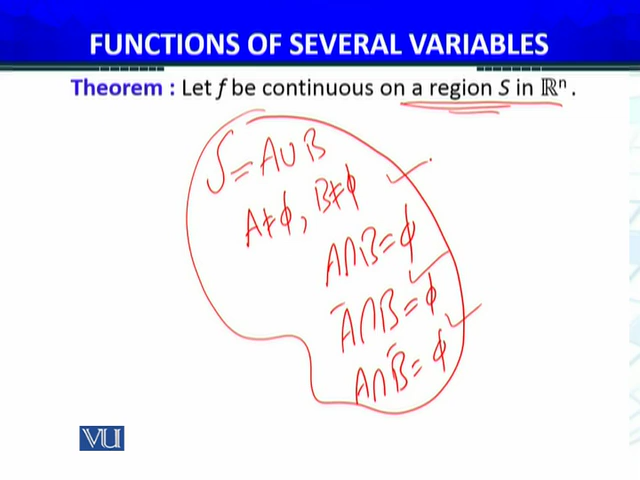 FUNCTIONS OF SEVERAL VARIABLES
Theorem : Let f be continuous on a region S in ℝⁿ .
S = A∪B
A≠ϕ, B≠ϕ
A∩B=ϕ
A̅∩B=ϕ
A∩B̅=ϕ
VU